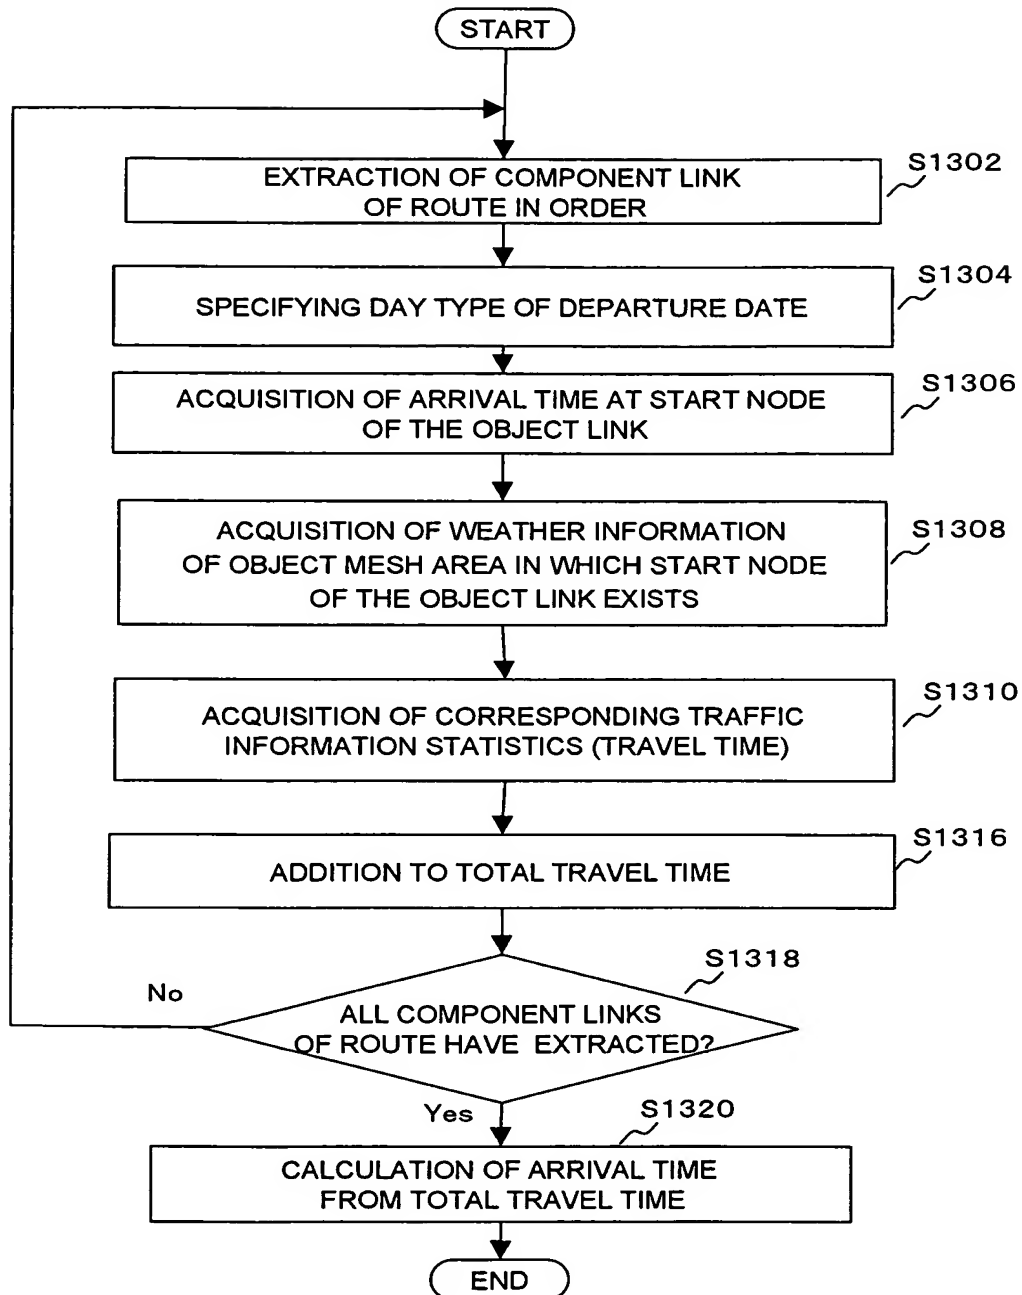 START
EXTRACTION OF COMPONENT LINK
OF ROUTE IN ORDER
S1302
SPECIFYING DAY TYPE OF DEPARTURE DATE
S1304
ACQUISITION OF ARRIVAL TIME AT START NODE
OF THE OBJECT LINK
S1306
ACQUISITION OF WEATHER INFORMATION
OF OBJECT MESH AREA IN WHICH START NODE
OF THE OBJECT LINK EXISTS
S1308
ACQUISITION OF CORRESPONDING TRAFFIC
INFORMATION STATISTICS (TRAVEL TIME)
S1310
ADDITION TO TOTAL TRAVEL TIME
S1316
ALL COMPONENT LINKS
OF ROUTE HAVE EXTRACTED?
S1318
No
Yes
CALCULATION OF ARRIVAL TIME
FROM TOTAL TRAVEL TIME
S1320
END